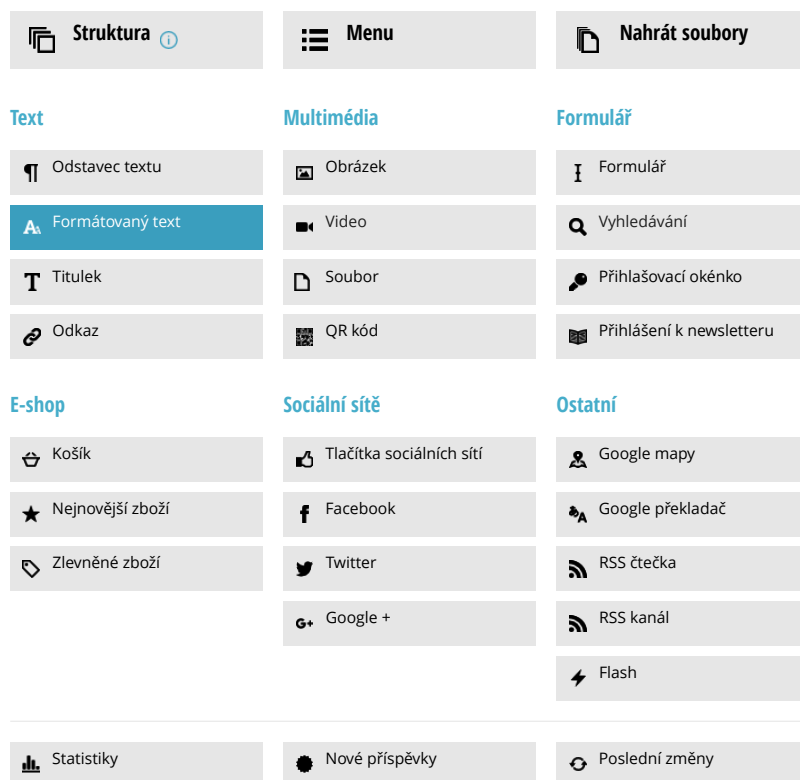 Struktura
Menu
Nahrát soubory
Text
Multimédia
Formulář
Odstavec textu
Obrázek
Formulář
Formátovaný text
Video
Vyhledávání
Titulek
Soubor
Přihlašovací okénko
Odkaz
QR kód
Přihlášení k newsletteru
E-shop
Sociální sítě
Ostatní
Košík
Tlačítka sociálních sítí
Google mapy
Nejnovější zboží
Facebook
Google překladač
Zlevněné zboží
Twitter
RSS čtečka
Google +
RSS kanál
Flash
Statistiky
Nové příspěvky
Poslední změny